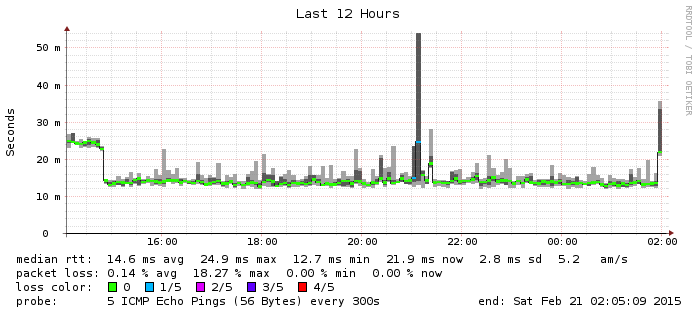 Last 12 Hours
RRDTOOL / TOBI OETIKER
Seconds
50 m
40 m
30 m
20 m
10 m
0
16:00 18:00 20:00 22:00 00:00 02:00
median rtt: 14.6 ms avg 24.9 ms max 12.7 ms min 21.9 ms now 2.8 ms sd 5.2 am/s
packet loss: 0.14 % avg 18.27 % max 0.00 % min 0.00 % now
loss color: 0 1/5 2/5 3/5 4/5
probe: 5 ICMP Echo Pings (56 Bytes) every 300s end: Sat Feb 21 02:05:09 2015